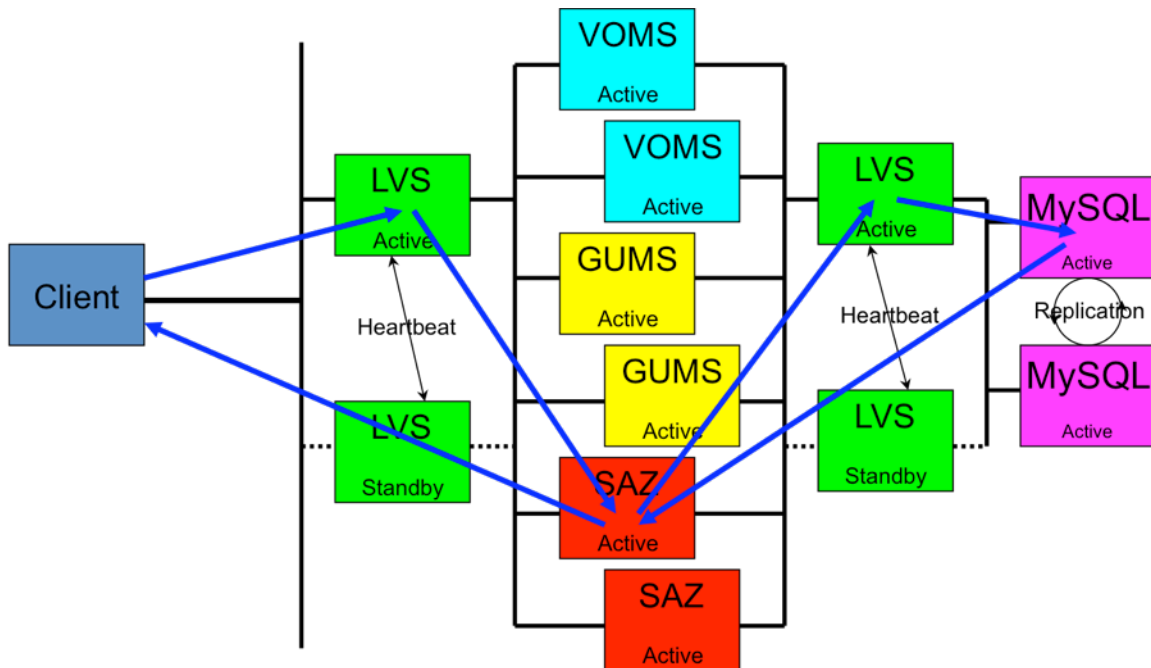 VOMS
Active
VOMS
Active
LVS
Active
LVS
Active
MySQL
Active
GUMS
Active
Client
Heartbeat
Heartbeat
Replication
GUMS
Active
MySQL
Active
LVS
Standby
LVS
Standby
SAZ
Active
SAZ
Active